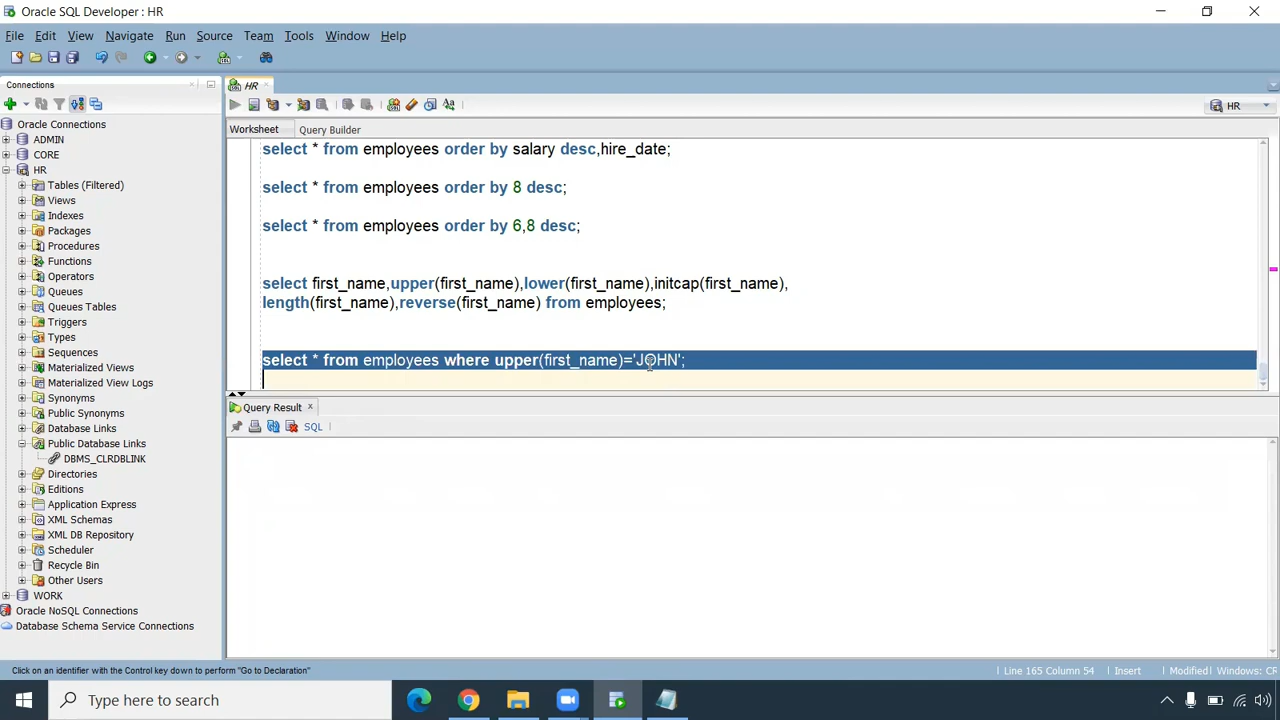 Oracle SQL Developer : HR
File Edit View Navigate Run Source Team Tools Window Help
Connections
HR
Oracle Connections
ADMIN
CORE
HR
Tables (Filtered)
Views
Indexes
Packages
Procedures
Functions
Operators
Queues
Queues Tables
Triggers
Types
Sequences
Materialized Views
Materialized View Logs
Synonyms
Public Synonyms
Database Links
Public Database Links
DBMS_CLRDBLINK
Directories
Editions
Application Express
XML Schemas
XML DB Repository
Scheduler
Recycle Bin
Other Users
WORK
Oracle NoSQL Connections
Database Schema Service Connections
HR
Worksheet Query Builder
select * from employees order by salary desc,hire_date;
select * from employees order by 8 desc;
select * from employees order by 6,8 desc;
select first_name,upper(first_name),lower(first_name),initcap(first_name),
length(first_name),reverse(first_name) from employees;
select * from employees where upper(first_name)='JOHN';
Query Result
SQL
Click on an identifier with the Control key down to perform "Go to Declaration"
Line 165 Column 54 Insert Modified Windows: CR
Type here to search